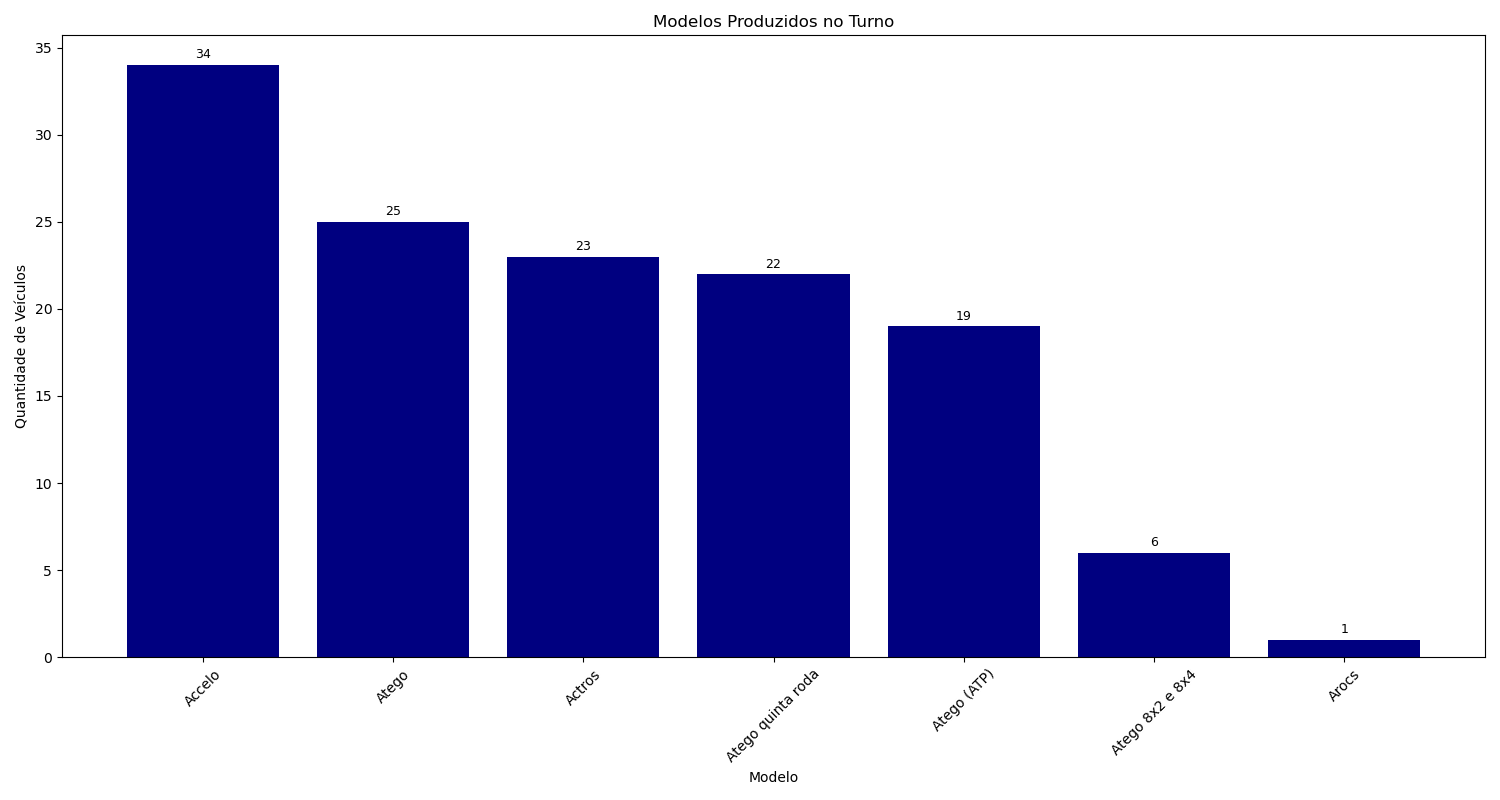 Modelos Produzidos no Turno
Quantidade de Veículos
35
30
25
20
15
10
5
0
34
25
23
22
19
6
1
Accelo
Atego
Actros
Atego quinta roda
Atego (ATP)
Atego 8x2 e 8x4
Arocs
Modelo